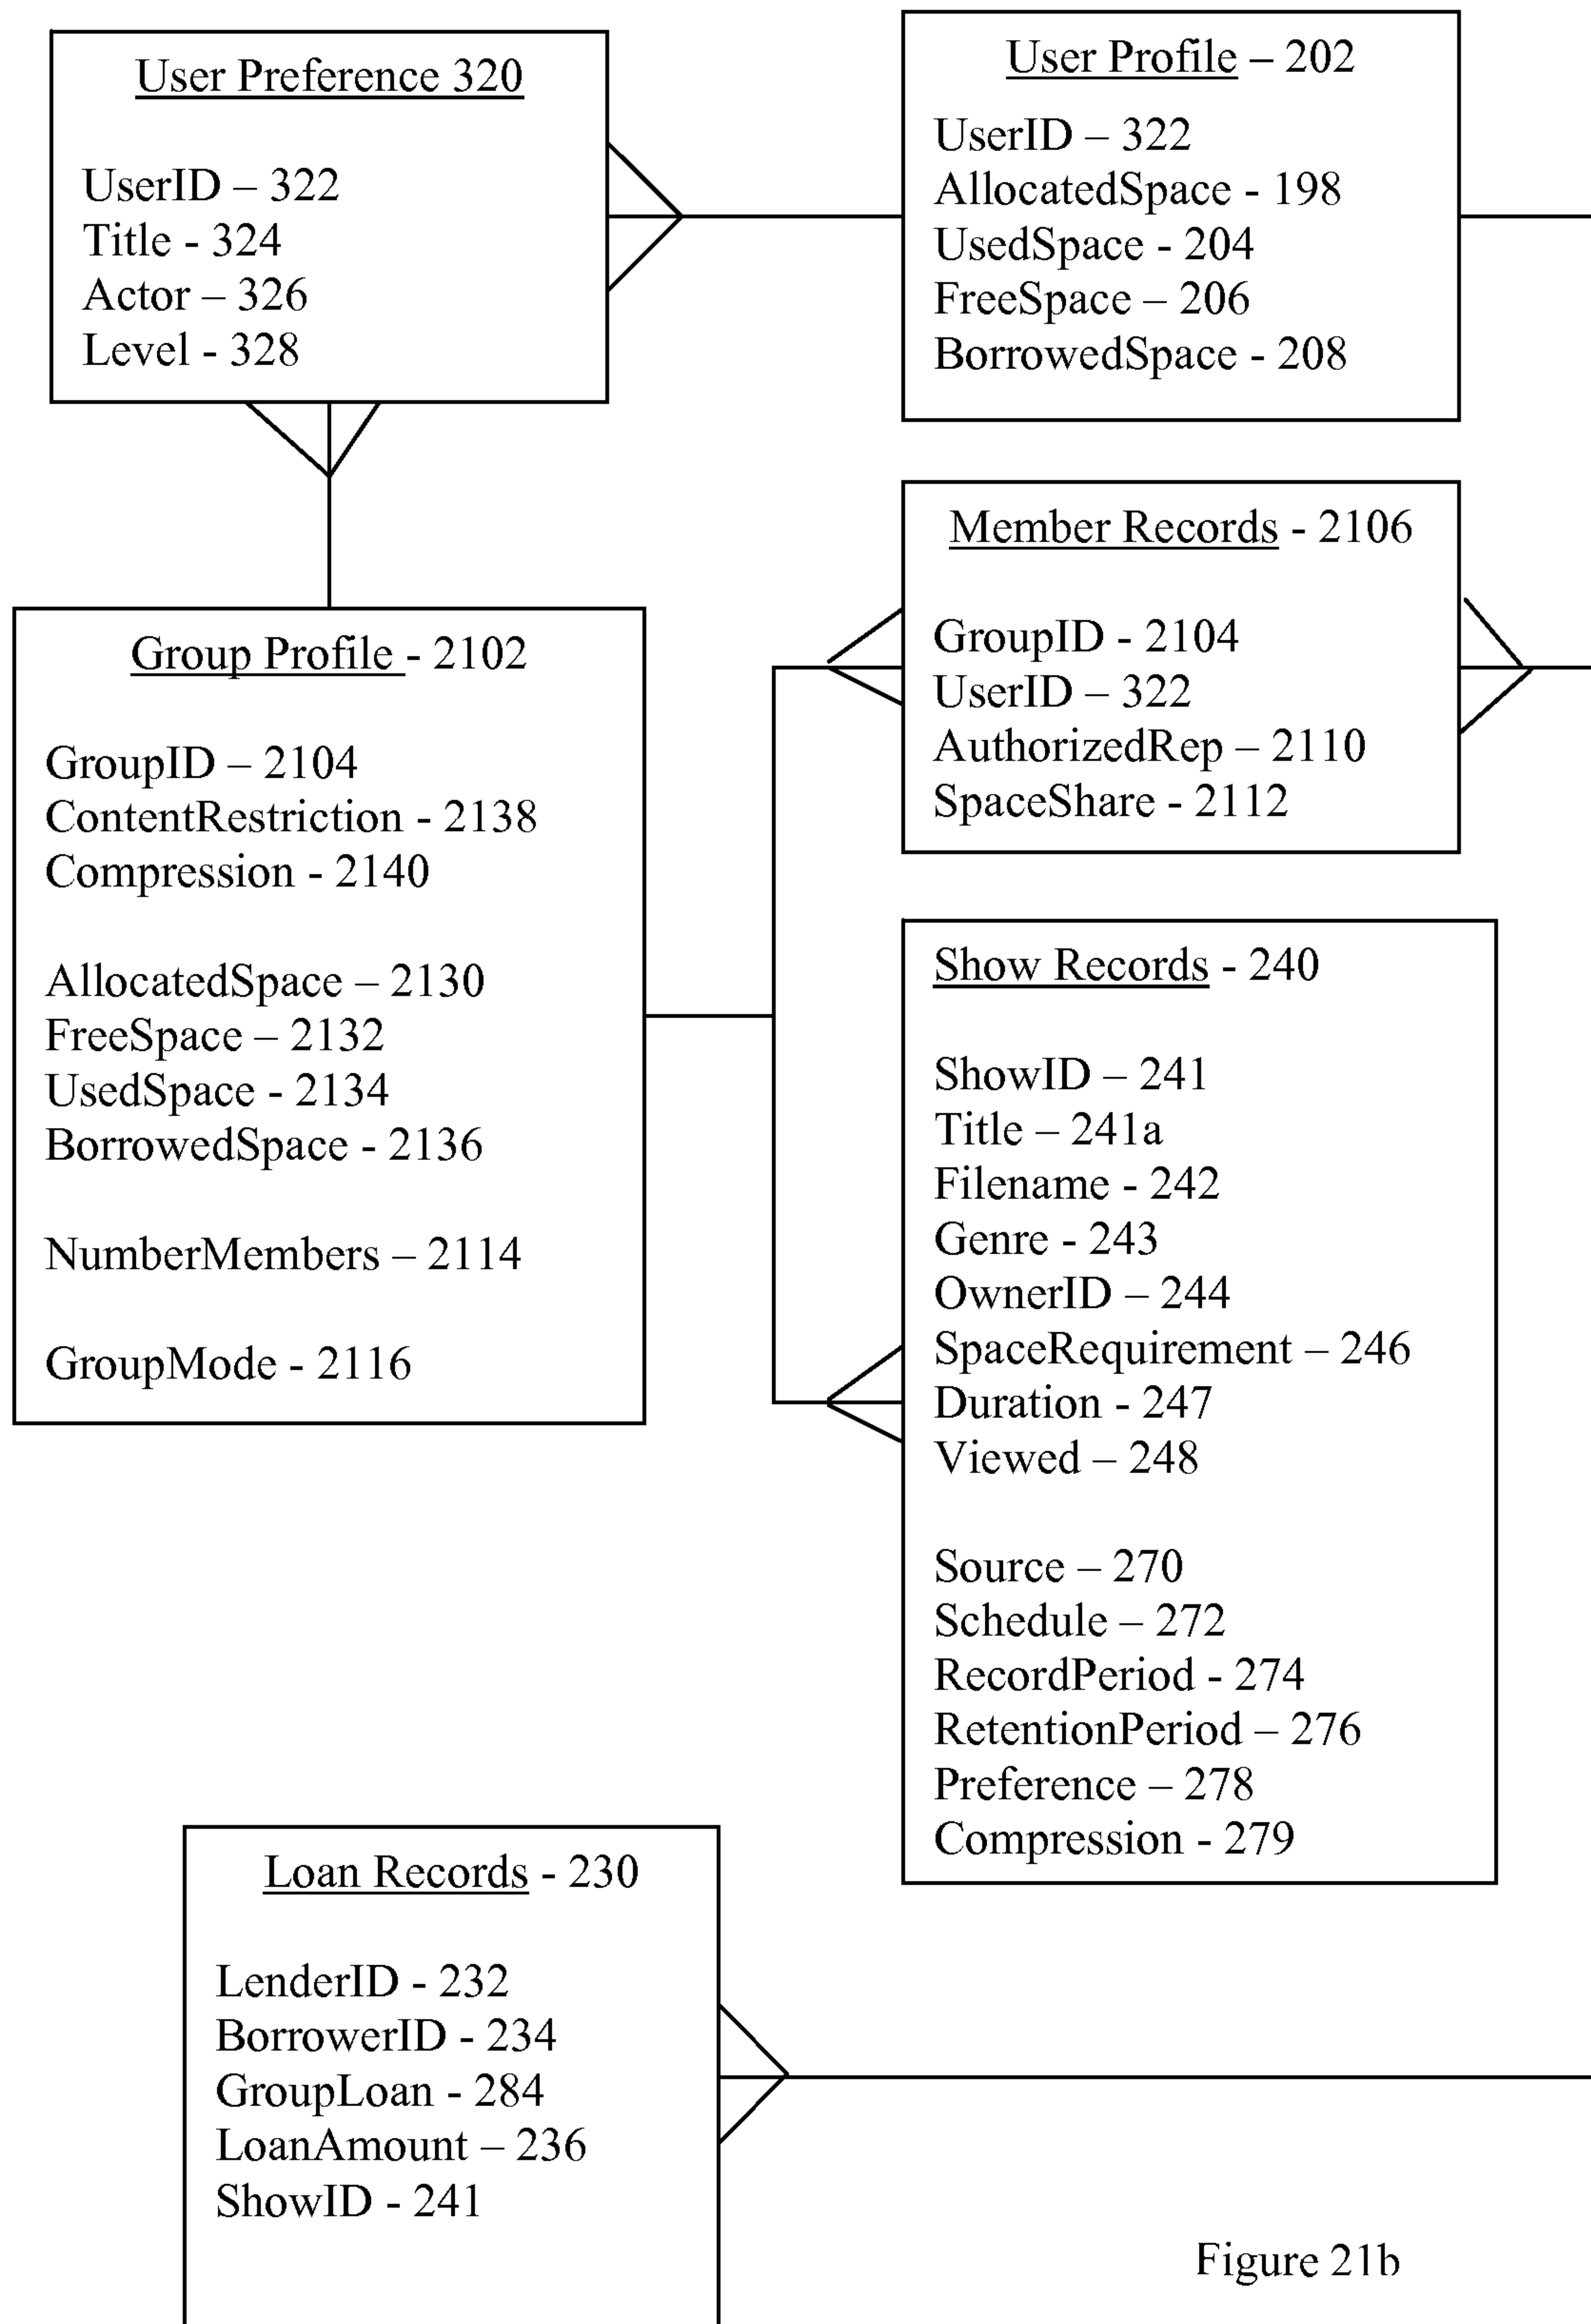 User Preference 320
UserID – 322
Title - 324
Actor – 326
Level - 328
User Profile – 202
UserID – 322
AllocatedSpace - 198
UsedSpace - 204
FreeSpace – 206
BorrowedSpace - 208
Member Records - 2106
GroupID - 2104
UserID – 322
AuthorizedRep – 2110
SpaceShare - 2112
Group Profile - 2102
GroupID – 2104
ContentRestriction - 2138
Compression - 2140
AllocatedSpace – 2130
FreeSpace – 2132
UsedSpace - 2134
BorrowedSpace - 2136
NumberMembers – 2114
GroupMode - 2116
Show Records - 240
ShowID – 241
Title – 241a
Filename - 242
Genre - 243
OwnerID – 244
SpaceRequirement – 246
Duration - 247
Viewed – 248
Source – 270
Schedule – 272
RecordPeriod - 274
RetentionPeriod – 276
Preference – 278
Compression - 279
Loan Records - 230
LenderID - 232
BorrowerID - 234
GroupLoan - 284
LoanAmount – 236
ShowID - 241
Figure 21b